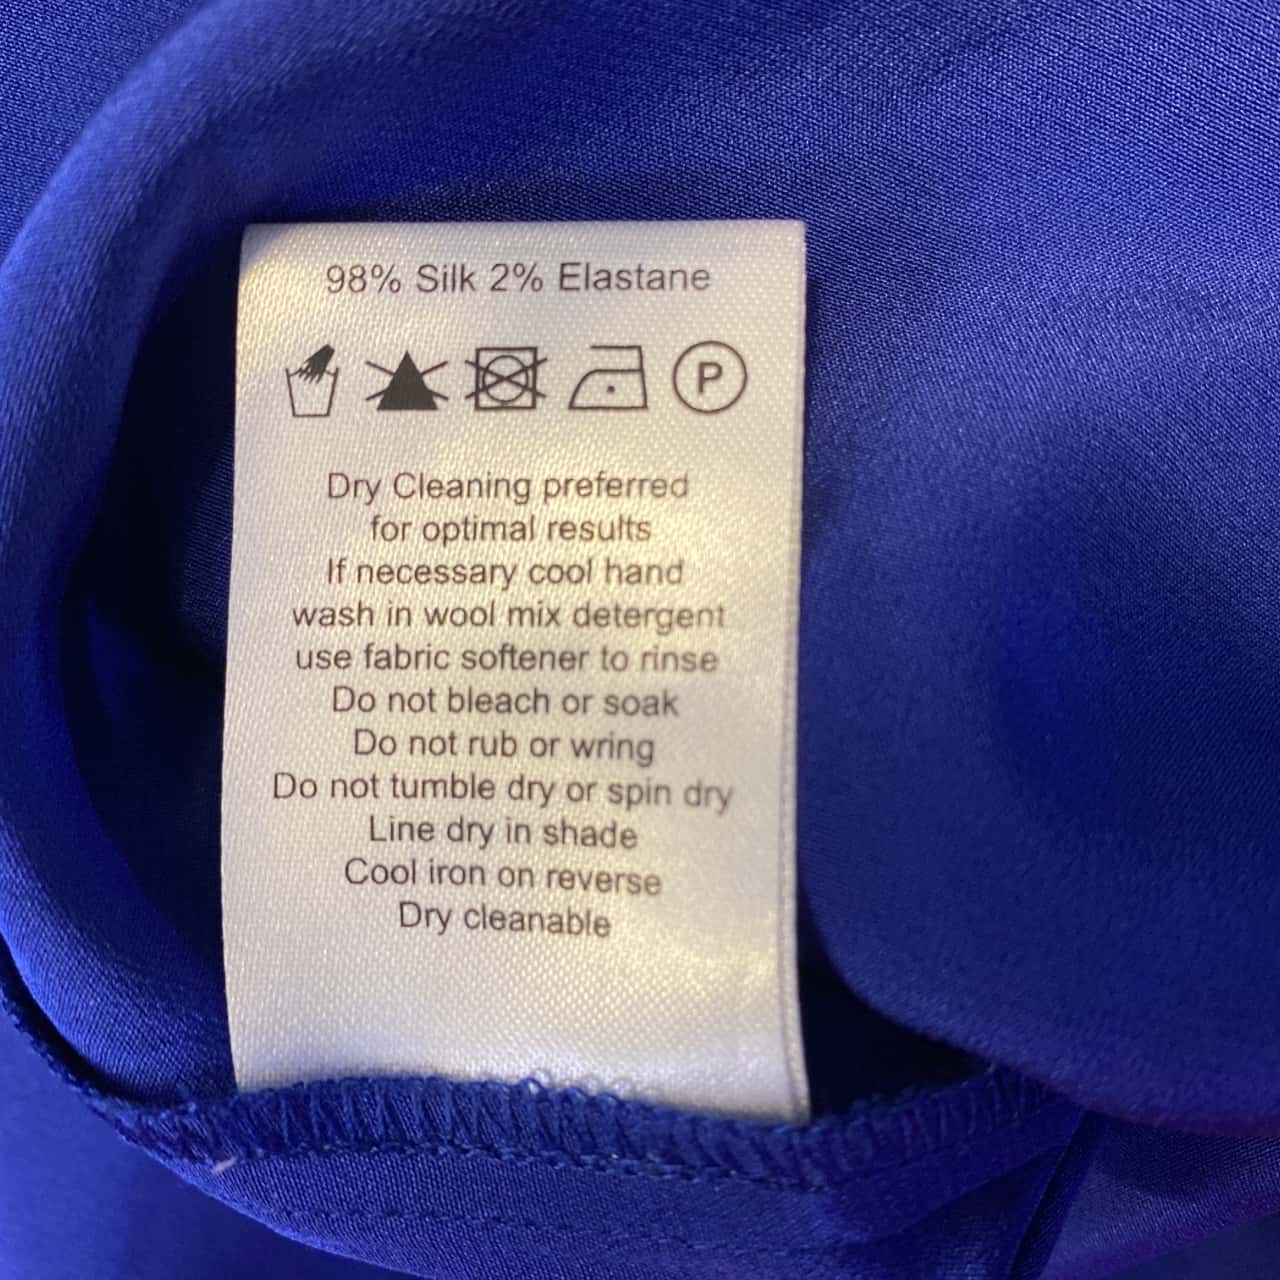 98% Silk 2% Elastane
P
Dry Cleaning preferred
for optimal results
If necessary cool hand
wash in wool mix detergent
use fabric softener to rinse
Do not bleach or soak
Do not rub or wring
Do not tumble dry or spin dry
Line dry in shade
Cool iron on reverse
Dry cleanable